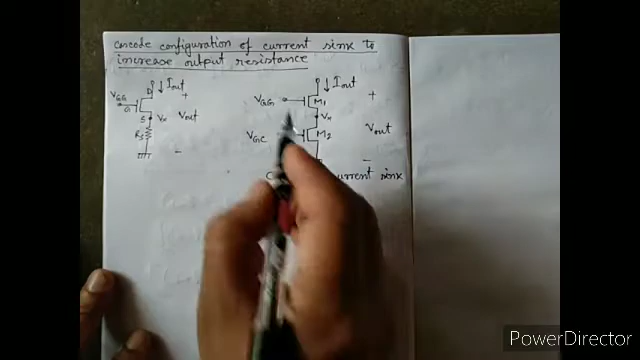 cascode configuration of current sink to
increase output resistance
D
Iout
VGG
G
+
S
Vx
Vout
Rs
-
Iout
VGG
M1
+
Vx
VGC
M2
Vout
-
C
current sink
PowerDirector